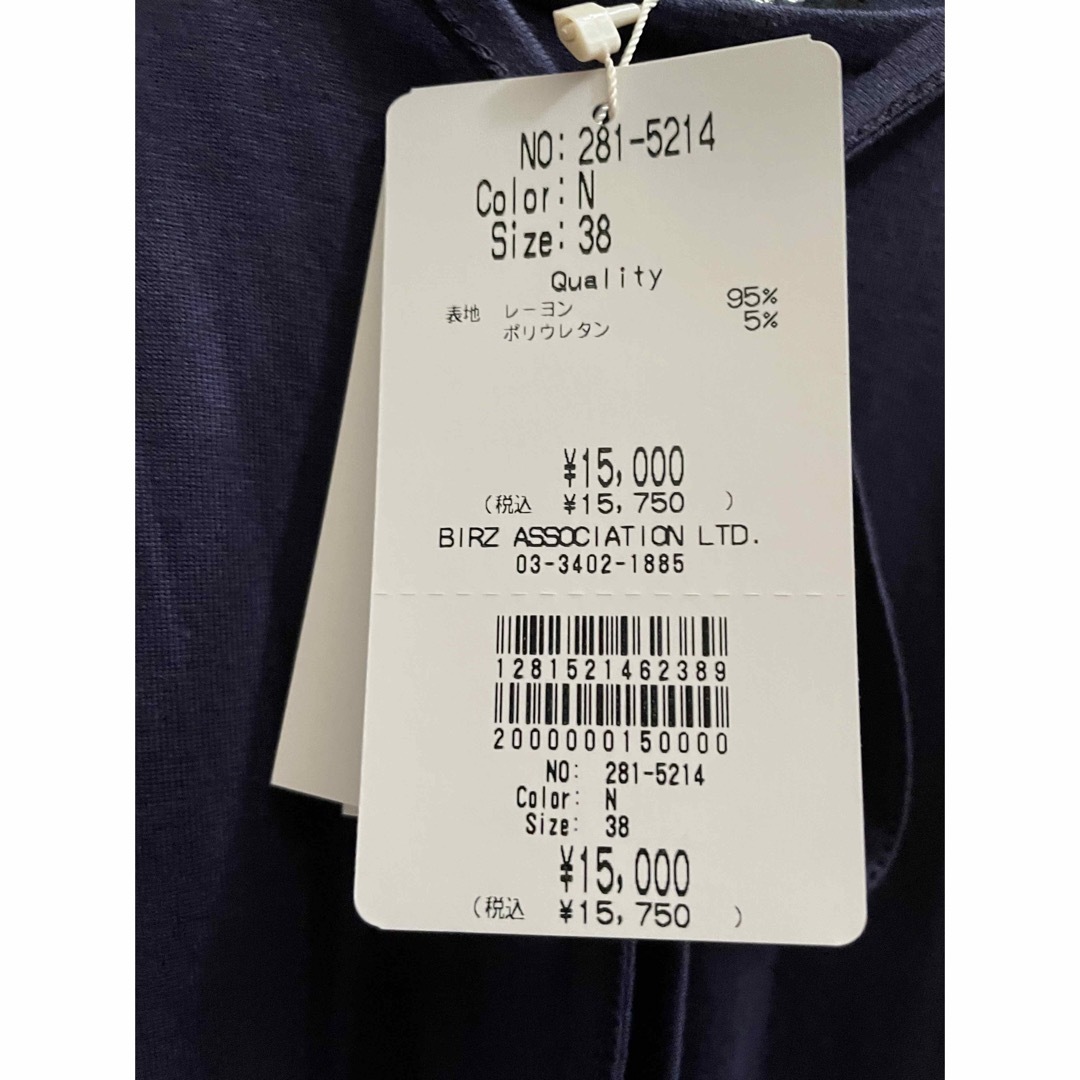 NO: 281-5214
Color: N
Size: 38
Quality
表地 レーヨン 95%
ポリウレタン 5%
¥15,000
(税込 ¥15,750 )
BIRZ ASSOCIATION LTD.
03-3402-1885
1281521462389
2000000150000
NO: 281-5214
Color: N
Size: 38
¥15,000
(税込 ¥15,750 )